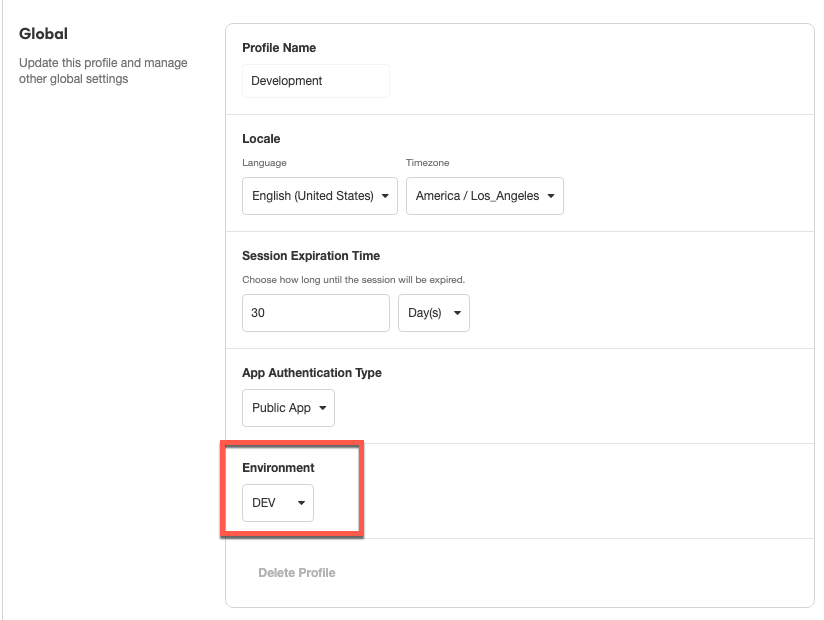 Global
Update this profile and manage
other global settings
Profile Name
Development
Locale
Language
Timezone
English (United States)
America / Los_Angeles
Session Expiration Time
Choose how long until the session will be expired.
30
Day(s)
App Authentication Type
Public App
Environment
DEV
Delete Profile